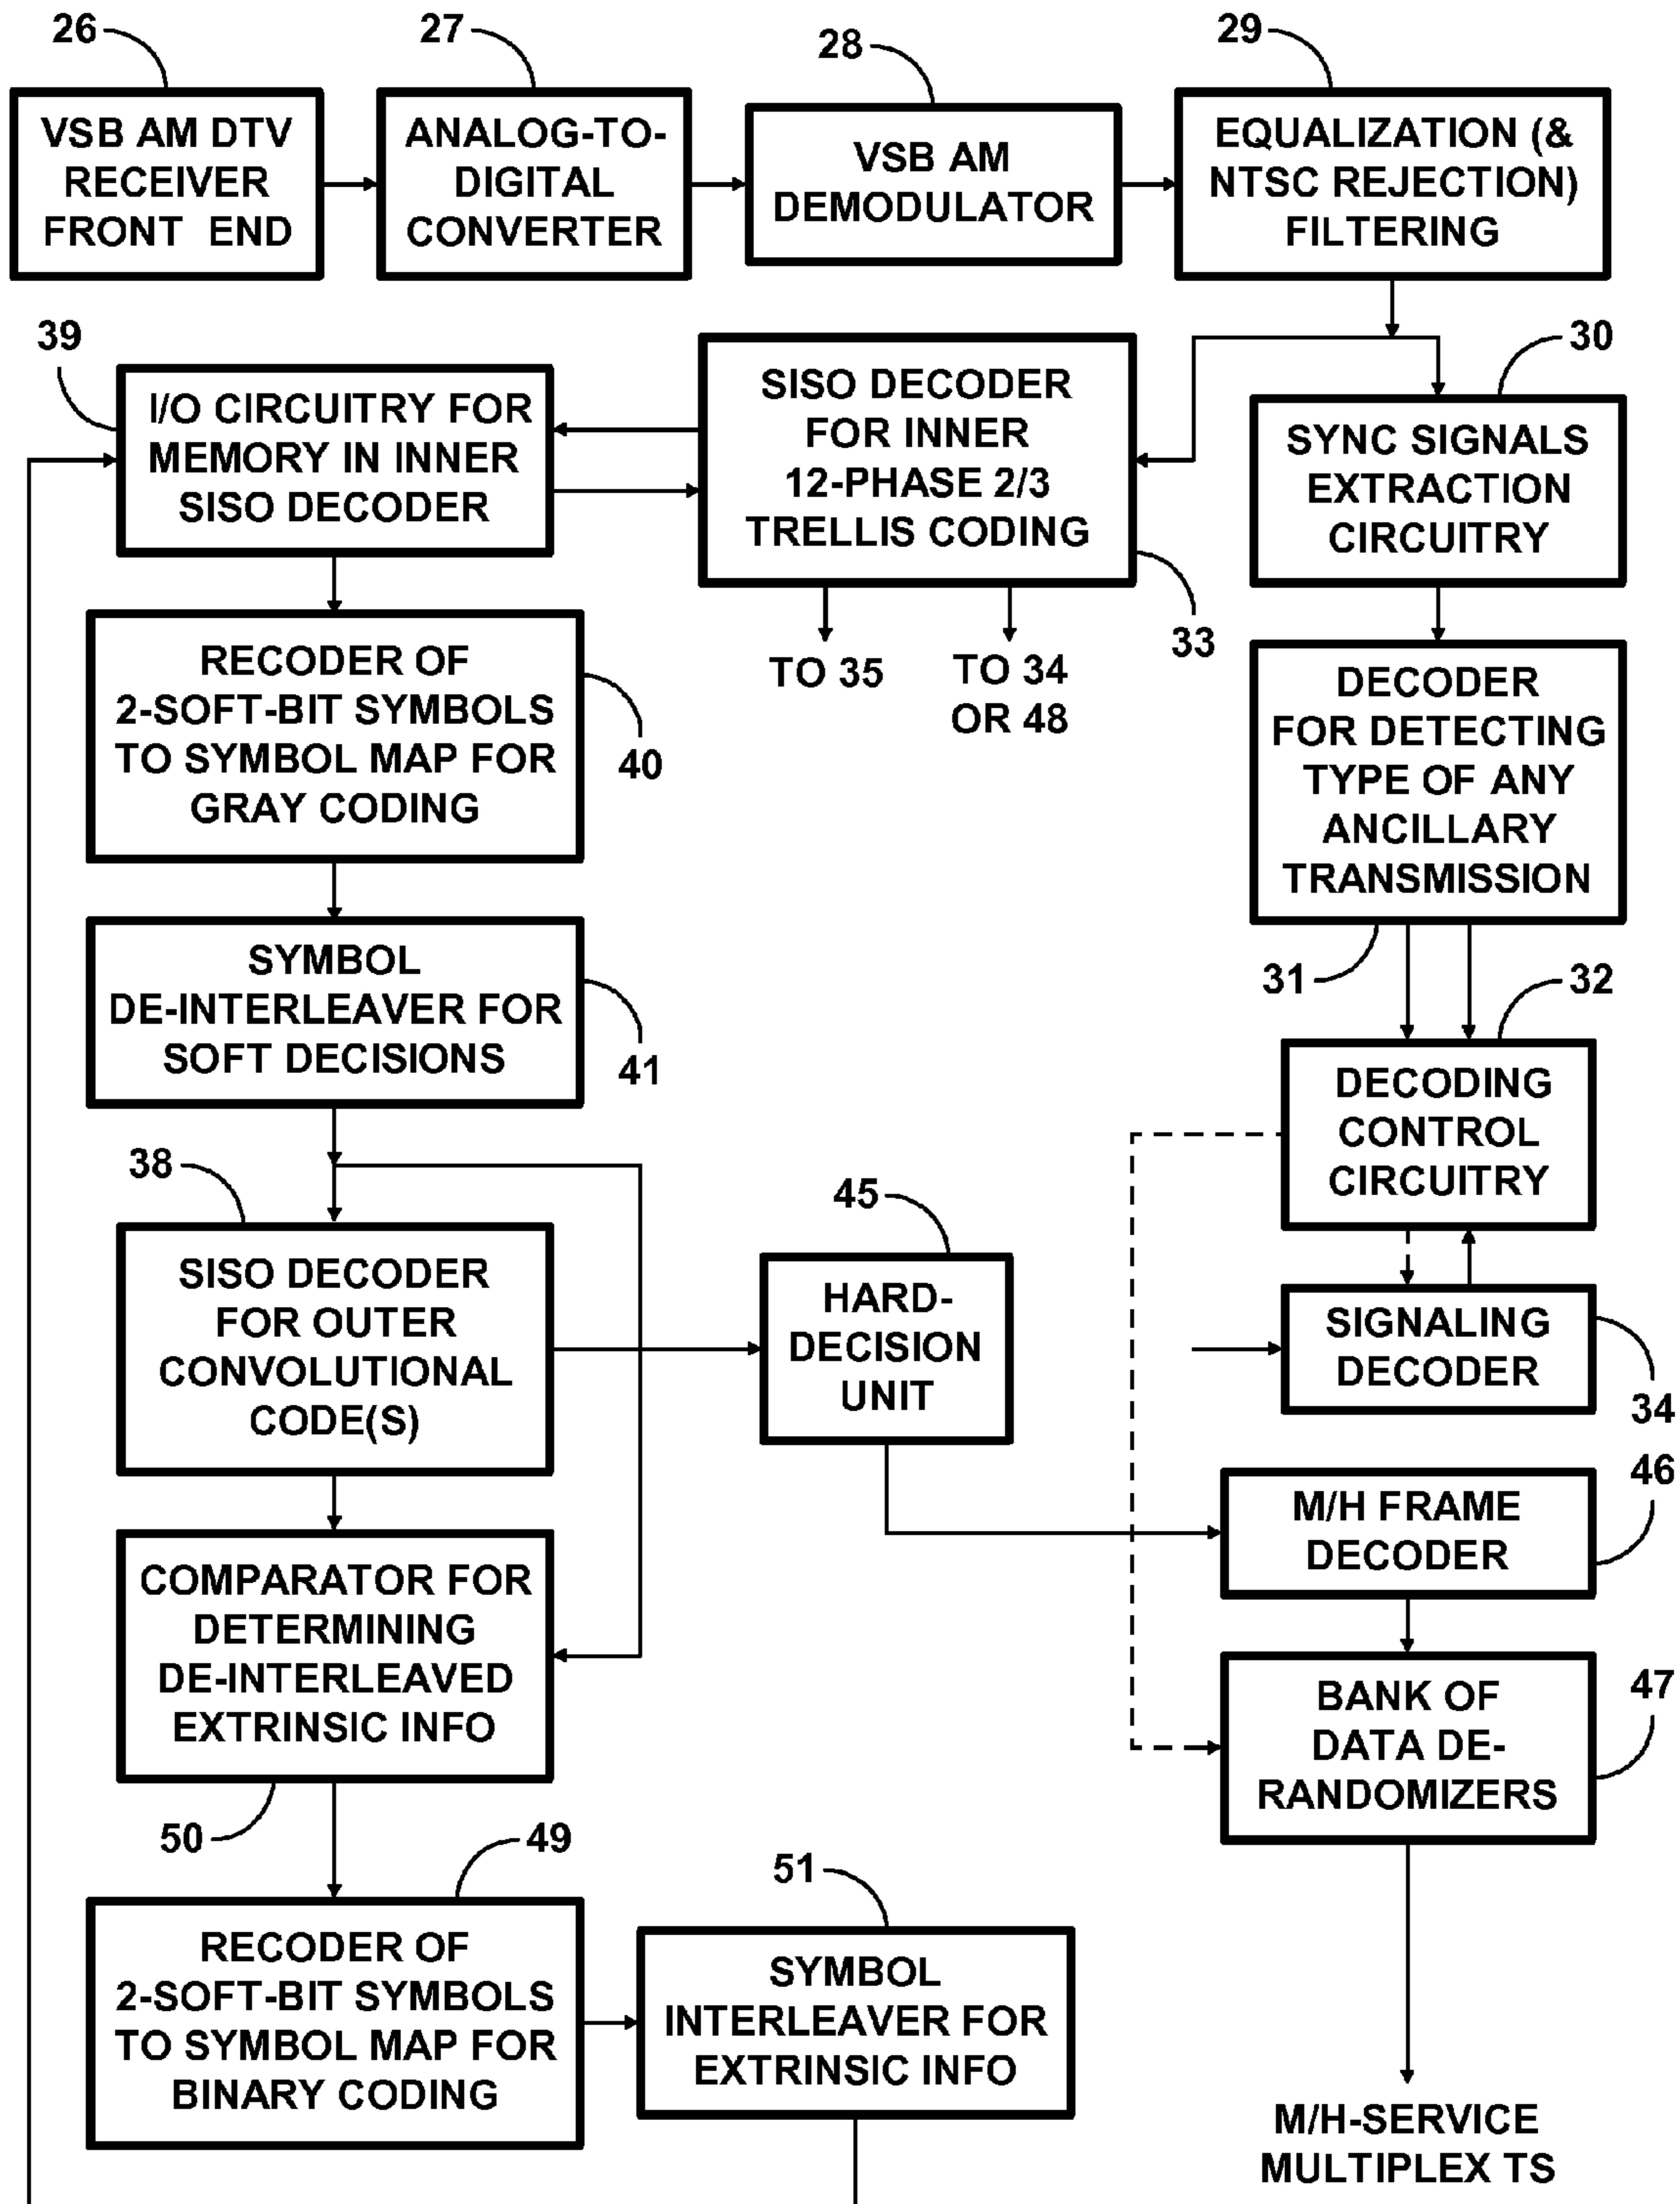 26
27
28
29
VSB AM DTV
RECEIVER
FRONT END
ANALOG-TO-
DIGITAL
CONVERTER
VSB AM
DEMODULATOR
EQUALIZATION (&
NTSC REJECTION)
FILTERING
39
I/O CIRCUITRY FOR
MEMORY IN INNER
SISO DECODER
SISO DECODER
FOR INNER
12-PHASE 2/3
TRELLIS CODING
30
SYNC SIGNALS
EXTRACTION
CIRCUITRY
33
TO 35
TO 34
OR 48
RECODER OF
2-SOFT-BIT SYMBOLS
TO SYMBOL MAP FOR
GRAY CODING
40
DECODER
FOR DETECTING
TYPE OF ANY
ANCILLARY
TRANSMISSION
31
32
SYMBOL
DE-INTERLEAVER FOR
SOFT DECISIONS
41
DECODING
CONTROL
CIRCUITRY
38
SISO DECODER
FOR OUTER
CONVOLUTIONAL
CODE(S)
45
HARD-
DECISION
UNIT
SIGNALING
DECODER
34
46
M/H FRAME
DECODER
COMPARATOR FOR
DETERMINING
DE-INTERLEAVED
EXTRINSIC INFO
50
47
BANK OF
DATA DE-
RANDOMIZERS
49
RECODER OF
2-SOFT-BIT SYMBOLS
TO SYMBOL MAP FOR
BINARY CODING
51
SYMBOL
INTERLEAVER FOR
EXTRINSIC INFO
M/H-SERVICE
MULTIPLEX TS